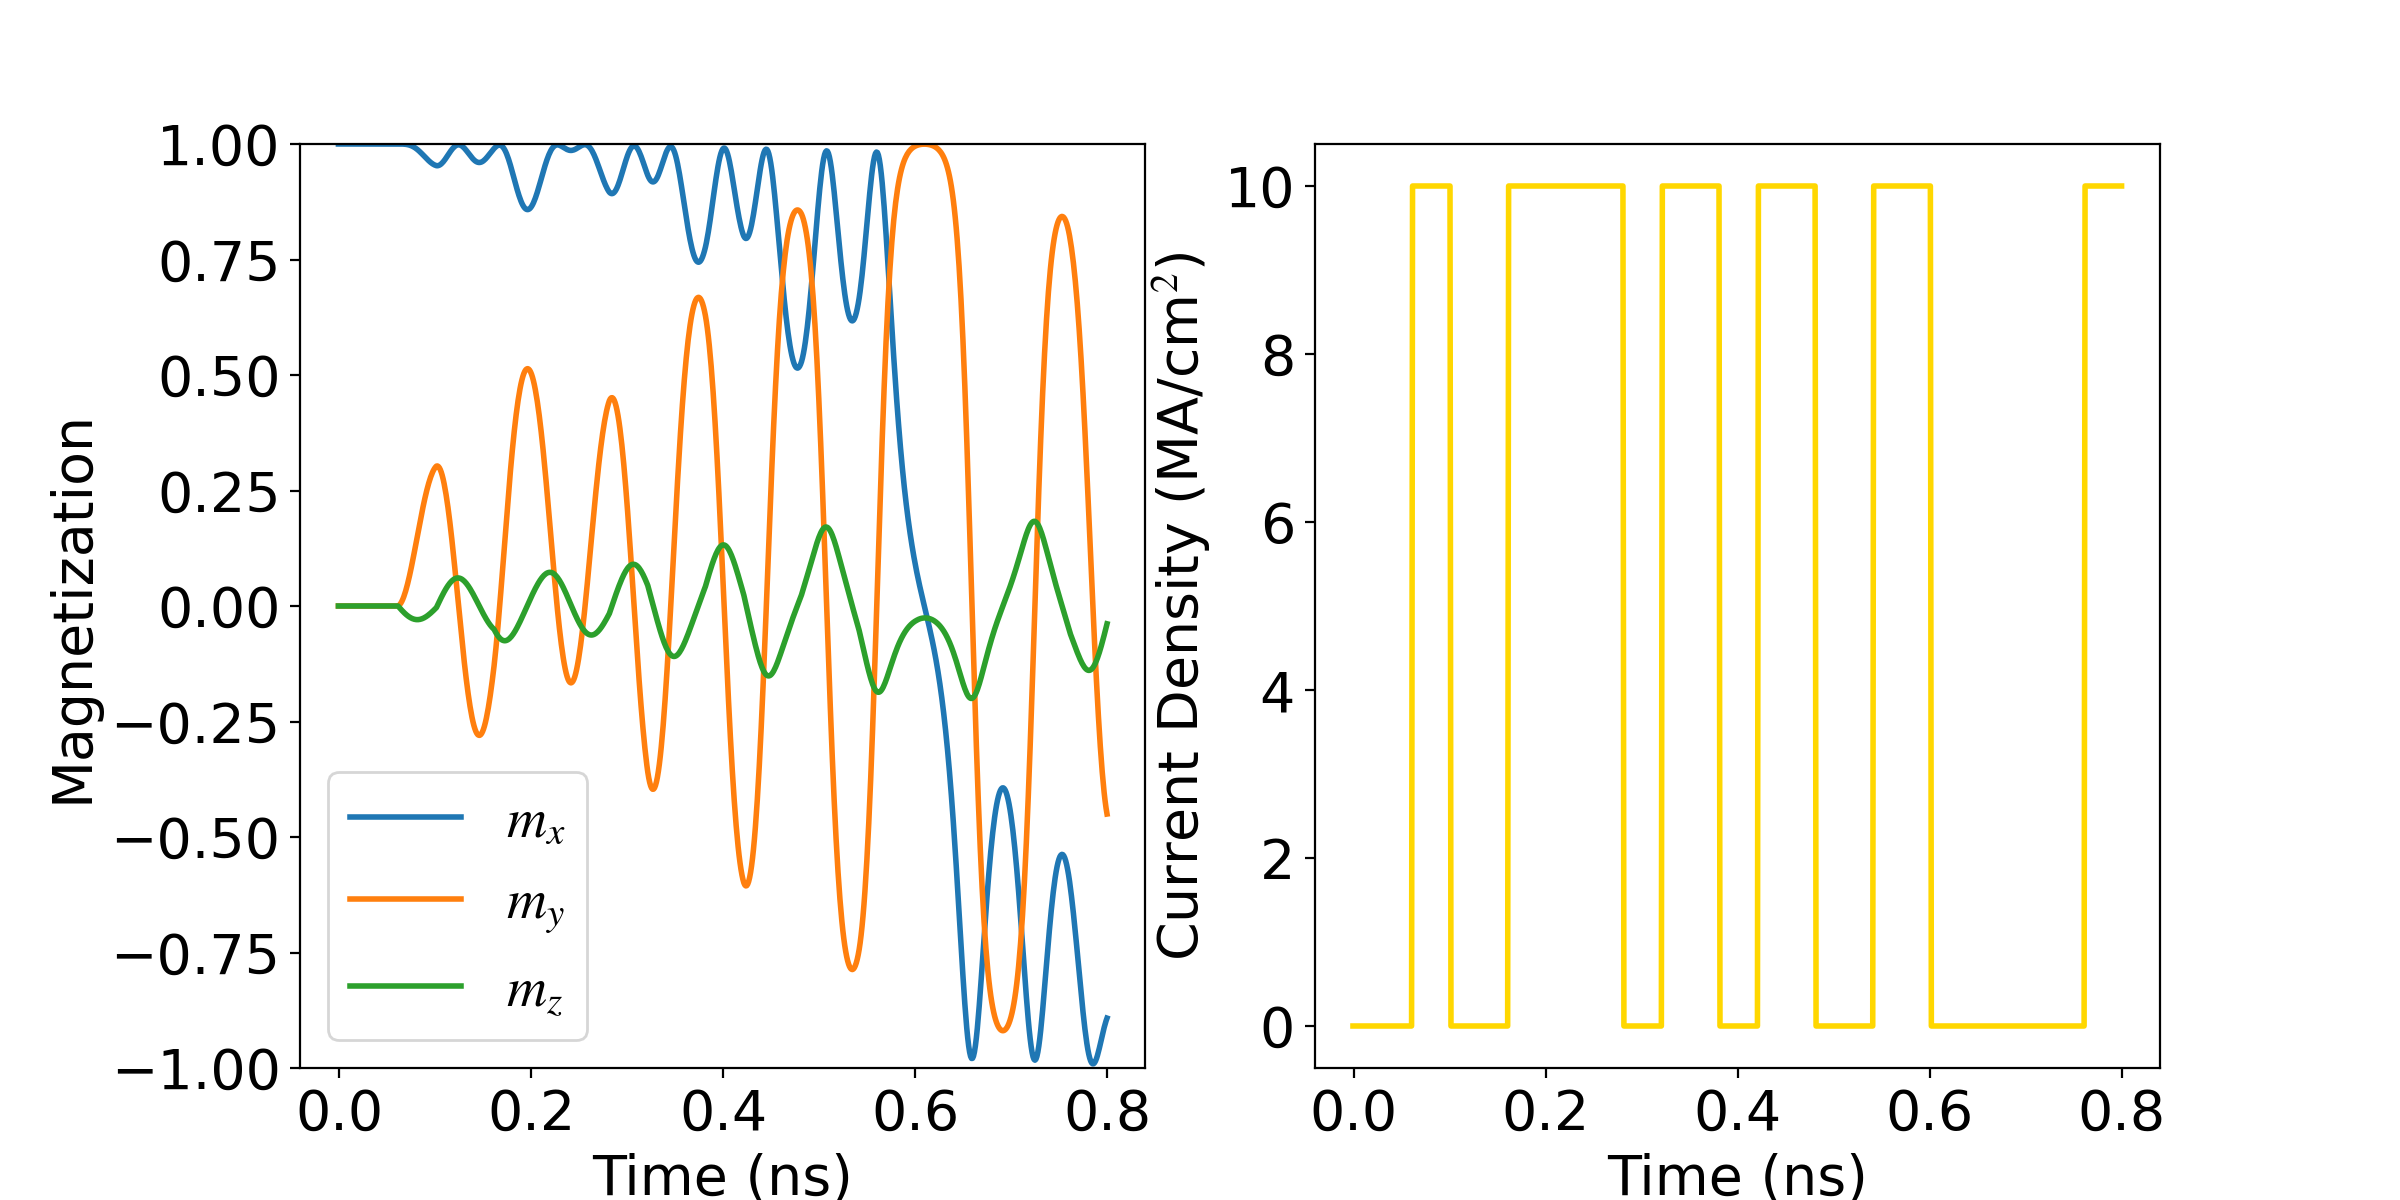 Magnetization
1.00
0.75
0.50
0.25
0.00
−0.25
−0.50
−0.75
−1.00
m_x
m_y
m_z
0.0 0.2 0.4 0.6 0.8
Time (ns)
Current Density (MA/cm²)
10
8
6
4
2
0
0.0 0.2 0.4 0.6 0.8
Time (ns)